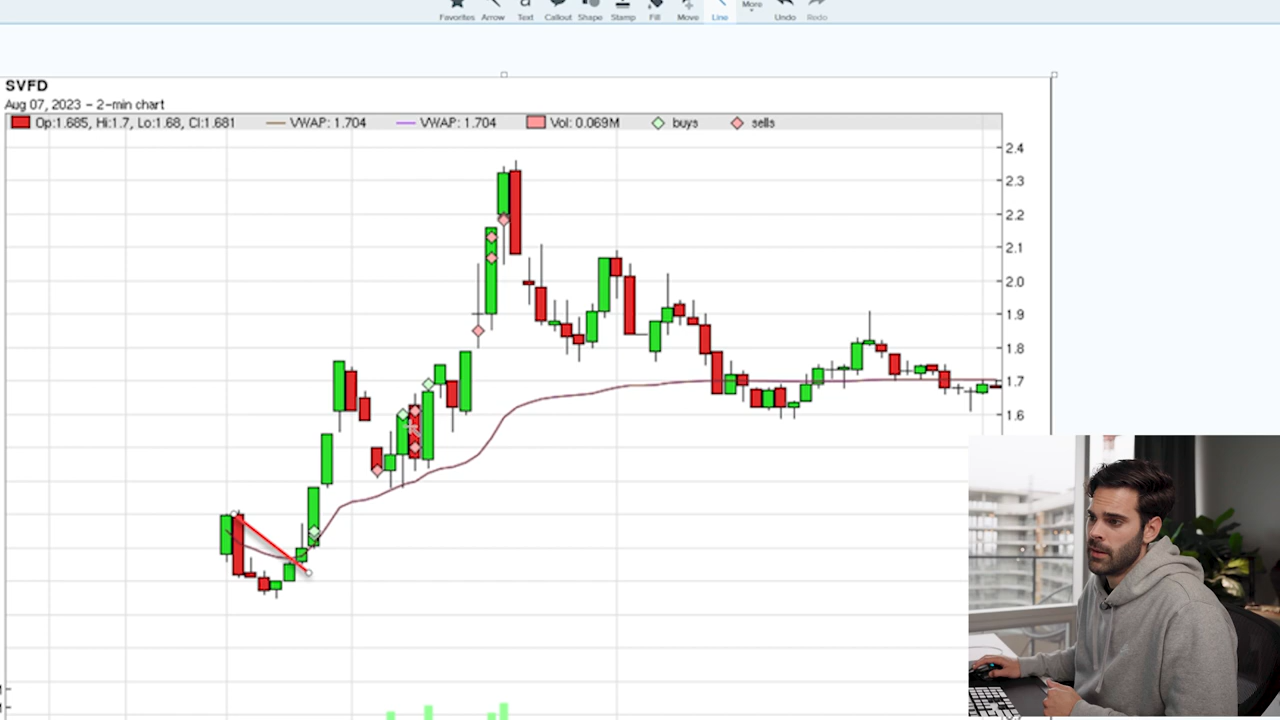 Favorites Arrow Text Callout Shape Stamp Fill Move Line More Undo Redo
SVFD
Aug 07, 2023 - 2-min chart
Op:1.685, Hi:1.7, Lo:1.68, Cl:1.681 VWAP: 1.704 VWAP: 1.704 Vol: 0.069M buys sells
2.4
2.3
2.2
2.1
2.0
1.9
1.8
1.7
1.6